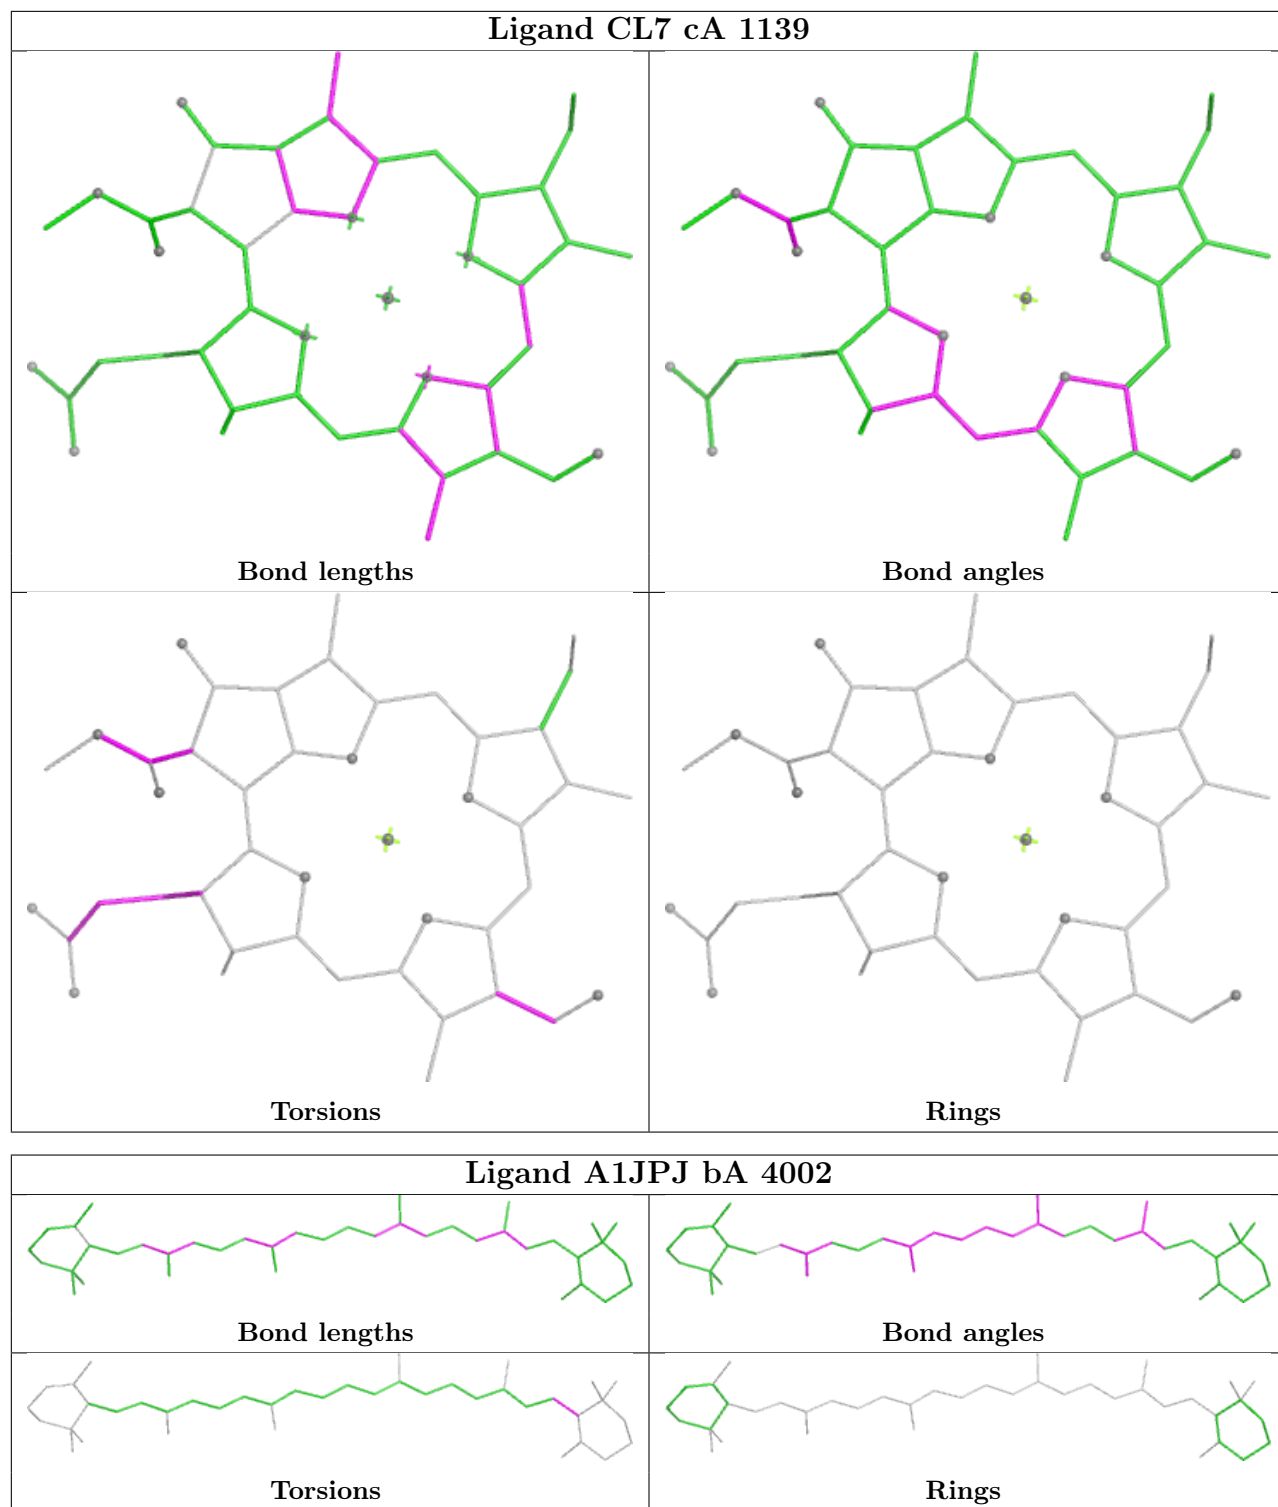 Ligand CL7 cA 1139
Bond lengths
Bond angles
Torsions
Rings
Ligand A1JPJ bA 4002
Bond lengths
Bond angles
Torsions
Rings